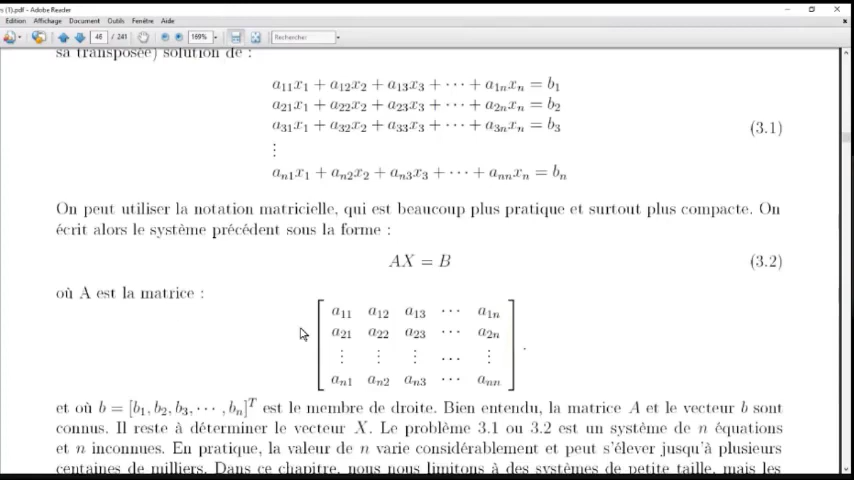 s (1).pdf - Adobe Reader
Edition Affichage Document Outils Fenêtre Aide
48 / 241 169% Rechercher
sa transposée) solution de :
a11x1 + a12x2 + a13x3 + ··· + a1nxn = b1
a21x1 + a22x2 + a23x3 + ··· + a2nxn = b2
a31x1 + a32x2 + a33x3 + ··· + a3nxn = b3
(3.1)
⋮
an1x1 + an2x2 + an3x3 + ··· + annxn = bn
On peut utiliser la notation matricielle, qui est beaucoup plus pratique et surtout plus compacte. On
écrit alors le système précédent sous la forme :
AX = B (3.2)
où A est la matrice :
a11 a12 a13 ··· a1n
a21 a22 a23 ··· a2n
⋮ ⋮ ⋮ ··· ⋮
an1 an2 an3 ··· ann
.
et où b = [b1, b2, b3, ··· , bn]T est le membre de droite. Bien entendu, la matrice A et le vecteur b sont
connus. Il reste à déterminer le vecteur X. Le problème 3.1 ou 3.2 est un système de n équations
et n inconnues. En pratique, la valeur de n varie considérablement et peut s'élever jusqu'à plusieurs
centaines de milliers. Dans ce chapitre, nous nous limitons à des systèmes de petite taille, mais les